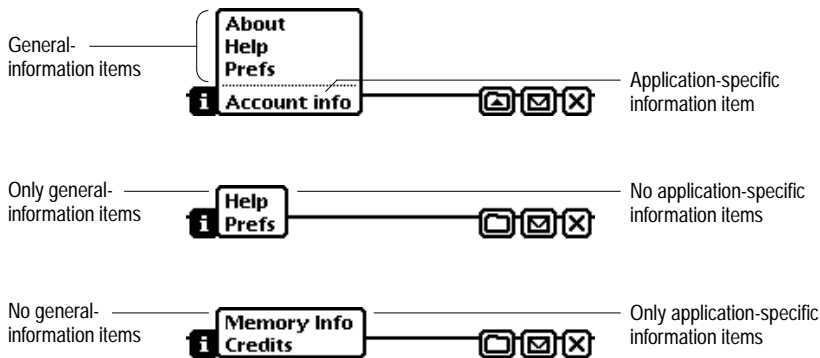 General-
information items
About
Help
Prefs
i Account info
Application-specific
information item
Only general-
information items
Help
i Prefs
No application-specific
information items
No general-
information items
Memory Info
i Credits
Only application-specific
information items